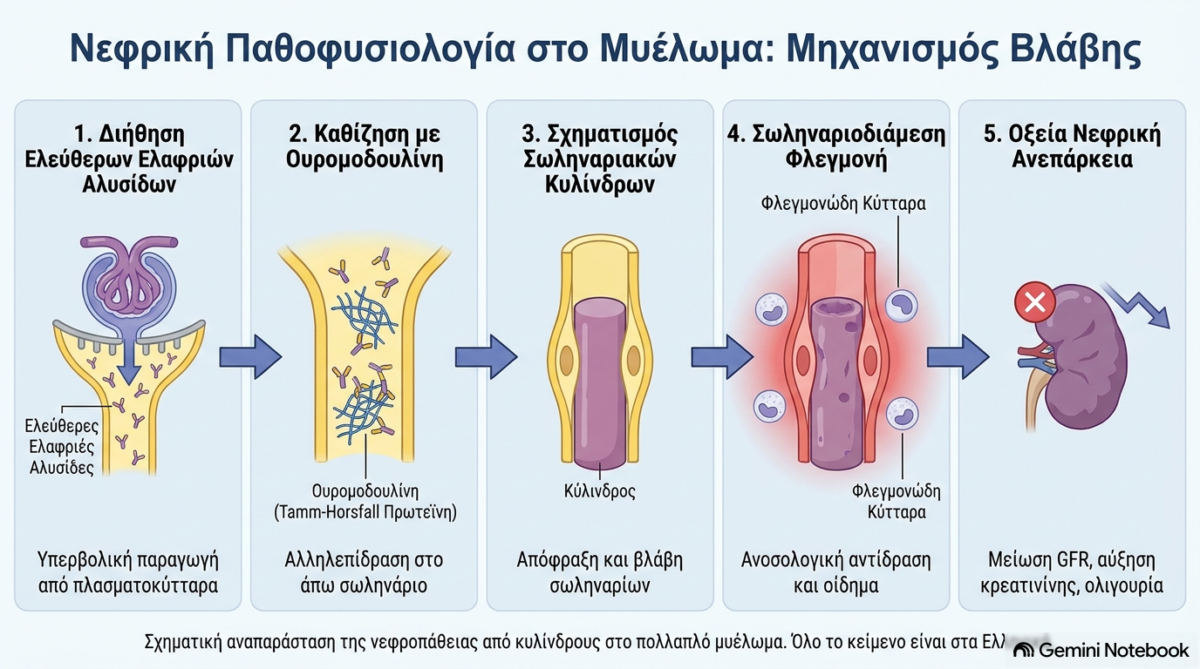 Νεφρική Παθοφυσιολογία στο Μυέλωμα: Μηχανισμός Βλάβης
1. Διήθηση
Ελεύθερων Ελαφριών
Αλυσίδων
Ελεύθερες
Ελαφριές
Αλυσίδες
Υπερβολική παραγωγή
από πλασματοκύτταρα
2. Καθίζηση με
Ουρομοδουλίνη
Ουρομοδουλίνη
(Tamm-Horsfall Πρωτεΐνη)
Αλληλεπίδραση στο
άπω σωληνάριο
3. Σχηματισμός
Σωληναριακών
Κυλίνδρων
Κύλινδρος
Απόφραξη και βλάβη
σωληναρίων
4. Σωληναριοδιάμεση
Φλεγμονή
Φλεγμονώδη Κύτταρα
Φλεγμονώδη
Κύτταρα
Ανοσολογική αντίδραση
και οίδημα
5. Οξεία Νεφρική
Ανεπάρκεια
Μείωση GFR, αύξηση
κρεατινίνης, ολιγουρία
Σχηματική αναπαράσταση της νεφροπάθειας από κυλίνδρους στο πολλαπλό μυέλωμα. Όλο το κείμενο είναι στα
Gemini Notebook